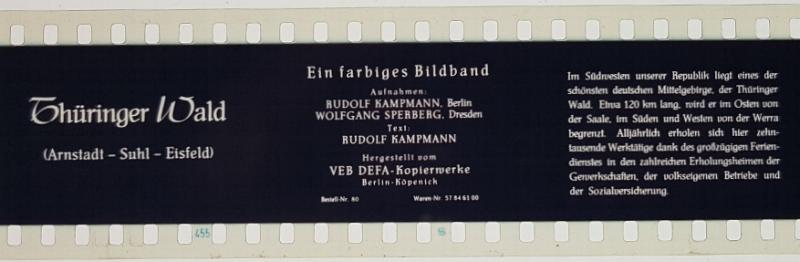 Thüringer Wald
(Arnstadt – Suhl – Eisfeld)
Ein farbiges Bildband
Aufnahmen:
RUDOLF KAMPMANN, Berlin
WOLFGANG SPERBERG, Dresden
Text:
RUDOLF KAMPMANN
Hergestellt vom
VEB DEFA-Kopierwerke
Berlin-Köpenick
Bestell-Nr. 80 Waren-Nr. 57 84 61 00
Im Südwesten unserer Republik liegt eines der
schönsten deutschen Mittelgebirge, der Thüringer
Wald. Etwa 120 km lang, wird er im Osten von
der Saale, im Süden und Westen von der Werra
begrenzt. Alljährlich erholen sich hier zehn-
tausende Werktätige dank des großzügigen Ferien-
dienstes in den zahlreichen Erholungsheimen der
Gewerkschaften, der volkseigenen Betriebe und
der Sozialversicherung.
455